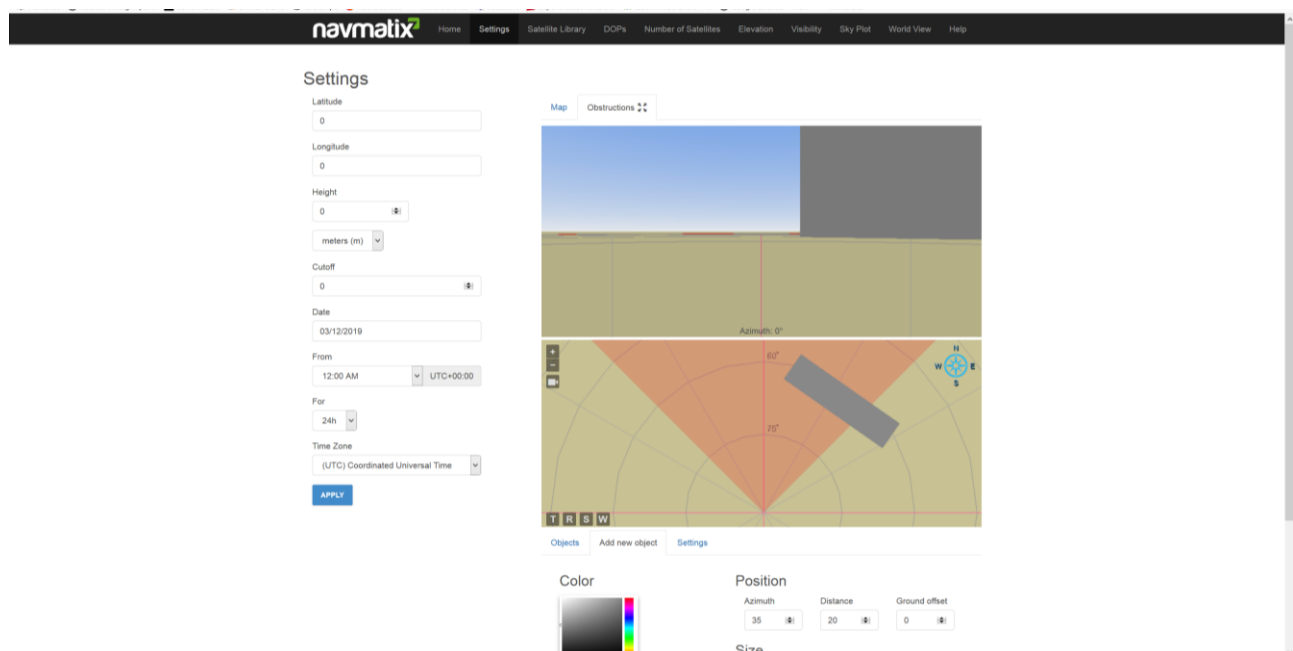 navmatix Home Settings Satellite Library DOPs Number of Satellites Elevation Visibility Sky Plot World View Help
Settings
Latitude
0
Longitude
0
Height
0
meters (m)
Cutoff
0
Date
03/12/2019
From
12:00 AM UTC+00:00
For
24h
Time Zone
(UTC) Coordinated Universal Time
APPLY
Map Obstructions
Azimuth: 0°
60°
75°
N
W E
S
T R S W
Objects Add new object Settings
Color
Position
Azimuth Distance Ground offset
35 20 0